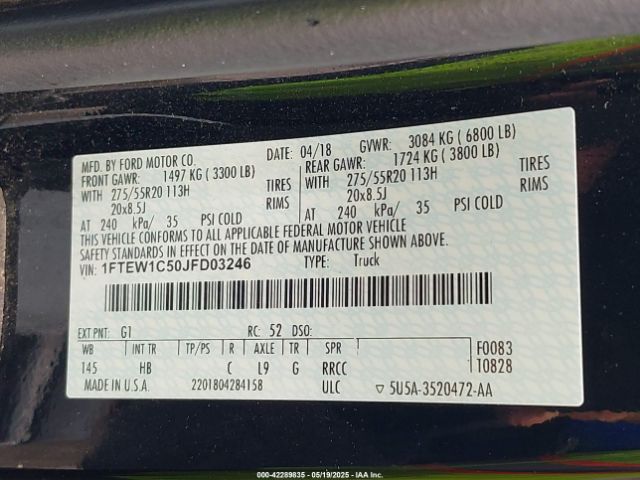 MFD. BY FORD MOTOR CO. DATE: 04/18 GVWR: 3084 KG ( 6800 LB)
FRONT GAWR: 1497 KG ( 3300 LB) REAR GAWR: 1724 KG ( 3800 LB)
WITH 275/55R20 113H TIRES WITH 275/55R20 113H TIRES
20x8.5J RIMS 20x8.5J RIMS
AT 240 kPa/ 35 PSI COLD AT 240 kPa/ 35 PSI COLD
THIS VEHICLE CONFORMS TO ALL APPLICABLE FEDERAL MOTOR VEHICLE
SAFETY STANDARDS IN EFFECT ON THE DATE OF MANUFACTURE SHOWN ABOVE.
VIN: 1FTEW1C50JFD03246 TYPE: Truck
EXT PNT: G1 RC: 52 DSO:
WB INT TR TP/PS R AXLE TR SPR F0083
145 HB C L9 G RRCC 10828
MADE IN U.S.A. 2201804284158 ULC ▽ 5U5A-3520472-AA
000-42289835 - 05/19/2025 - IAA Inc.